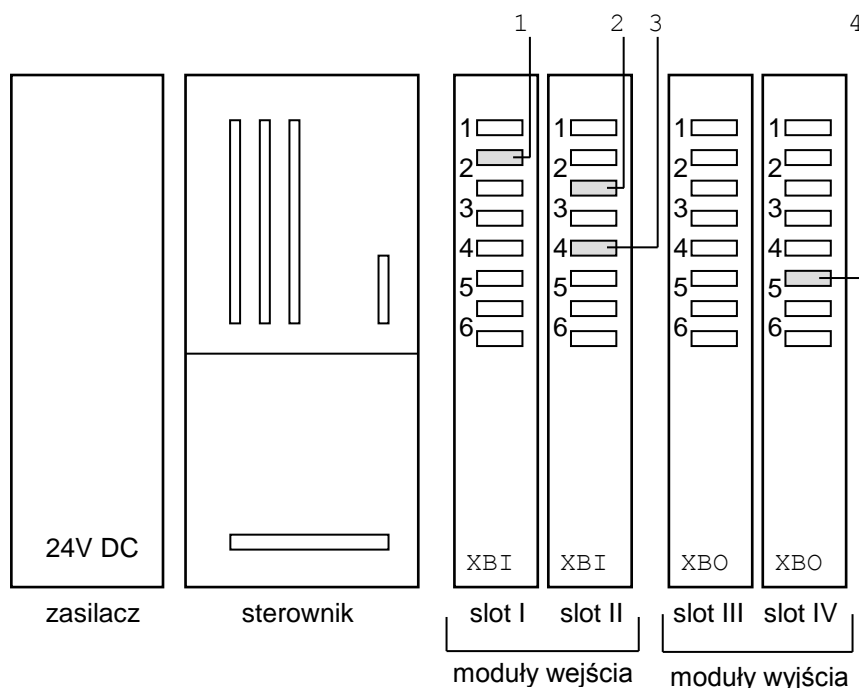 1 2 3 4
1 1 1 1
2 2 2 2
3 3 3 3
4 4 4 4
5 5 5 5
6 6 6 6
24V DC XBI XBI XBO XBO
zasilacz sterownik slot I slot II slot III slot IV
moduły wejścia moduły wyjścia